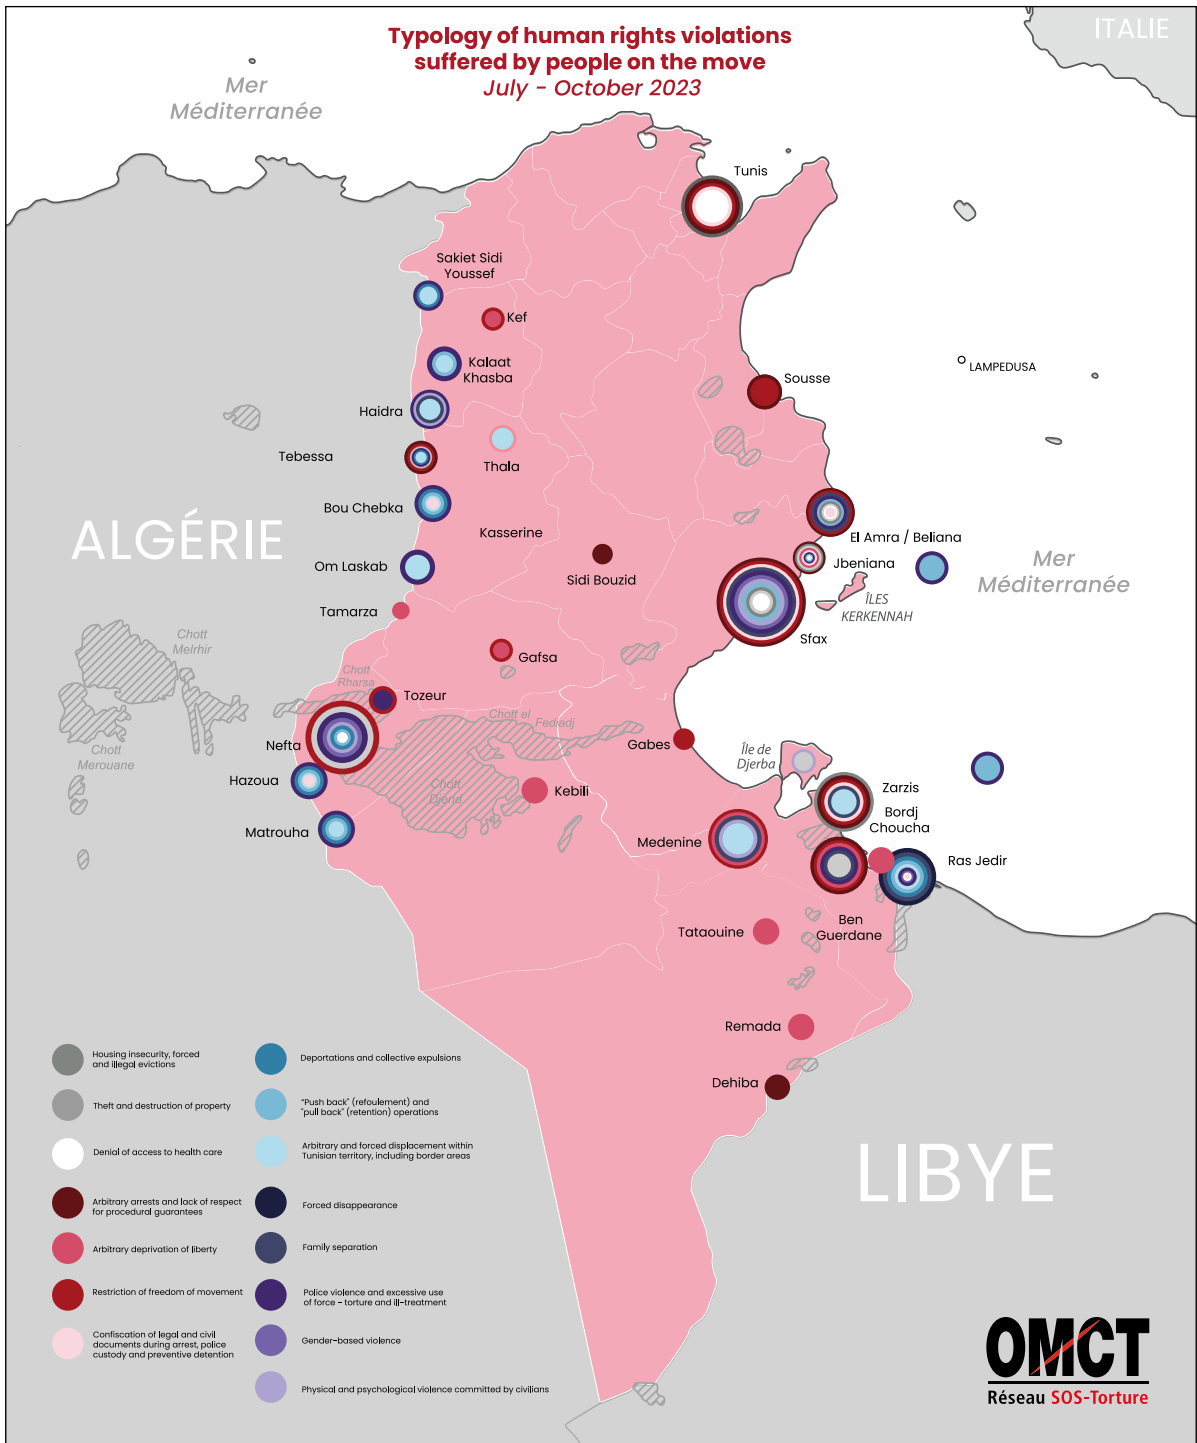 Typology of human rights violations
suffered by people on the move
July - October 2023
ITALIE
Mer
Méditerranée
Tunis
Sakiet Sidi
Youssef
Kef
Kalaat
Khasba
LAMPEDUSA
Sousse
Haidra
Tebessa
Thala
Bou Chebka
ALGÉRIE
Kasserine
El Amra / Beliana
Jbeniana
Mer
Méditerranée
Om Laskab
Sidi Bouzid
ÎLES
KERKENNAH
Tamarza
Sfax
Chott
Melrhir
Gafsa
Chott
Rharsa
Tozeur
Chott el
Fediadj
Nefta
Gabes
Île de
Djerba
Chott
Merouane
Hazoua
Chott
Djerid
Kebili
Zarzis
Bordj
Choucha
Matrouha
Medenine
Ras Jedir
Ben
Guerdane
Tataouine
Remada
Dehiba
LIBYE
Housing insecurity, forced
and illegal evictions
Theft and destruction of property
Denial of access to health care
Arbitrary arrests and lack of respect
for procedural guarantees
Arbitrary deprivation of liberty
Restriction of freedom of movement
Confiscation of legal and civil
documents during arrest, police
custody and preventive detention
Deportations and collective expulsions
"Push back" (refoulement) and
"pull back" (retention) operations
Arbitrary and forced displacement within
Tunisian territory, including border areas
Forced disappearance
Family separation
Police violence and excessive use
of force - torture and ill-treatment
Gender-based violence
Physical and psychological violence committed by civilians
OMCT
Réseau SOS-Torture